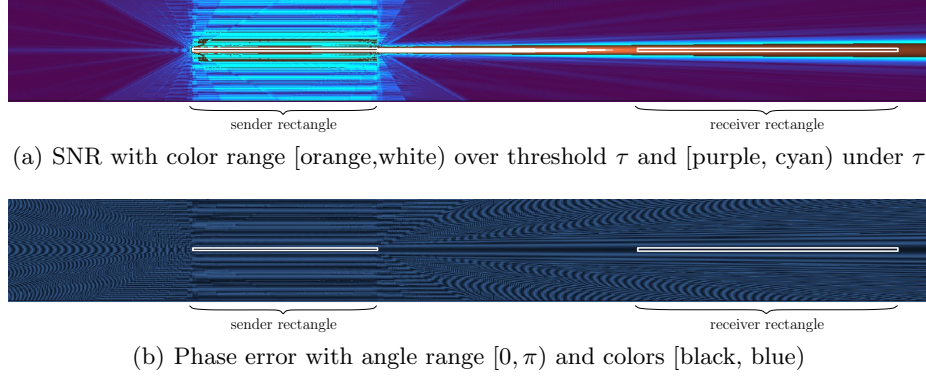 sender rectangle receiver rectangle
(a) SNR with color range [orange,white) over threshold τ and [purple, cyan) under τ
sender rectangle receiver rectangle
(b) Phase error with angle range [0, π) and colors [black, blue)